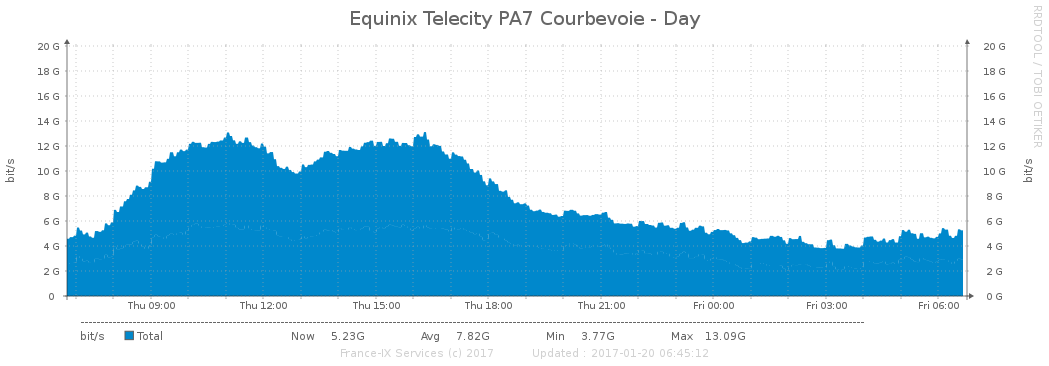 Equinix Telecity PA7 Courbevoie - Day
RRDTOOL / TOBI OETIKER
20 G 20 G
18 G 18 G
16 G 16 G
14 G 14 G
12 G 12 G
10 G 10 G
8 G 8 G
6 G 6 G
4 G 4 G
2 G 2 G
0 0 G
bit/s bit/s
Thu 09:00 Thu 12:00 Thu 15:00 Thu 18:00 Thu 21:00 Fri 00:00 Fri 03:00 Fri 06:00
bit/s Total Now 5.23G Avg 7.82G Min 3.77G Max 13.09G
France-IX Services (c) 2017 Updated : 2017-01-20 06:45:12